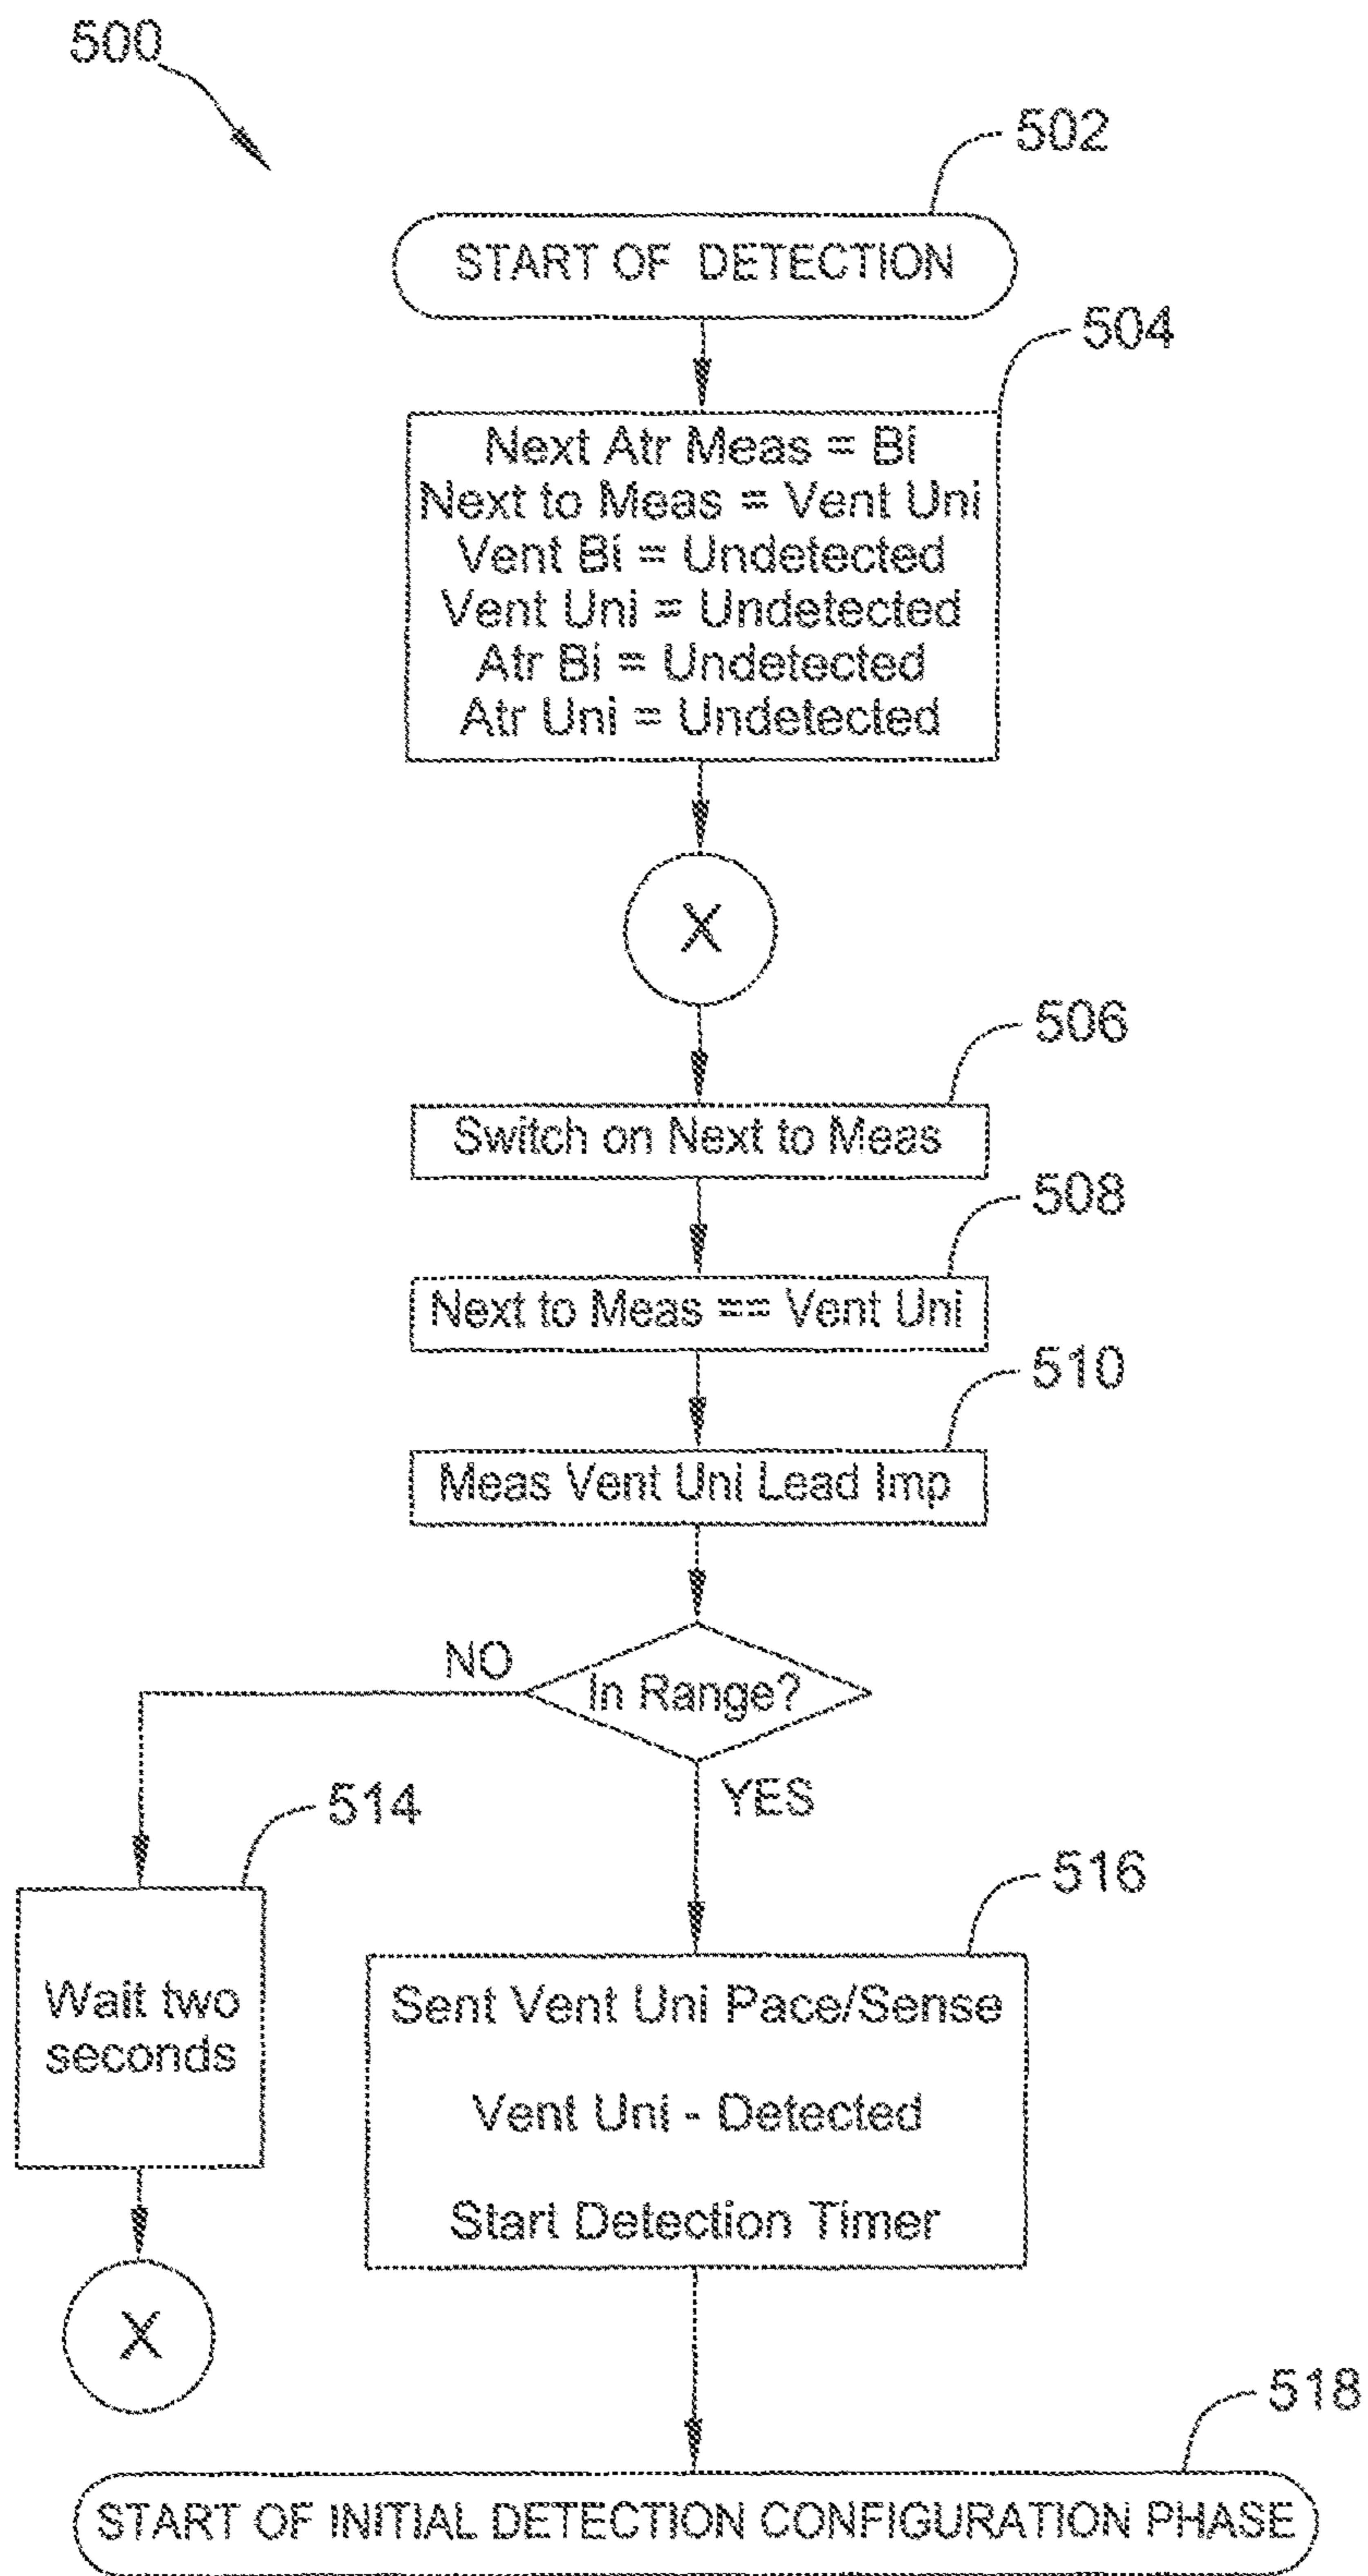 500
502
START OF DETECTION
504
Next Atr Meas = Bi
Next to Meas = Vent Uni
Vent Bi = Undetected
Vent Uni = Undetected
Atr Bi = Undetected
Atr Uni = Undetected
X
506
Switch on Next to Meas
508
Next to Meas == Vent Uni
510
Meas Vent Uni Lead Imp
NO
In Range?
YES
514
Wait two
seconds
X
516
Sent Vent Uni Pace/Sense
Vent Uni - Detected
Start Detection Timer
518
START OF INITIAL DETECTION CONFIGURATION PHASE